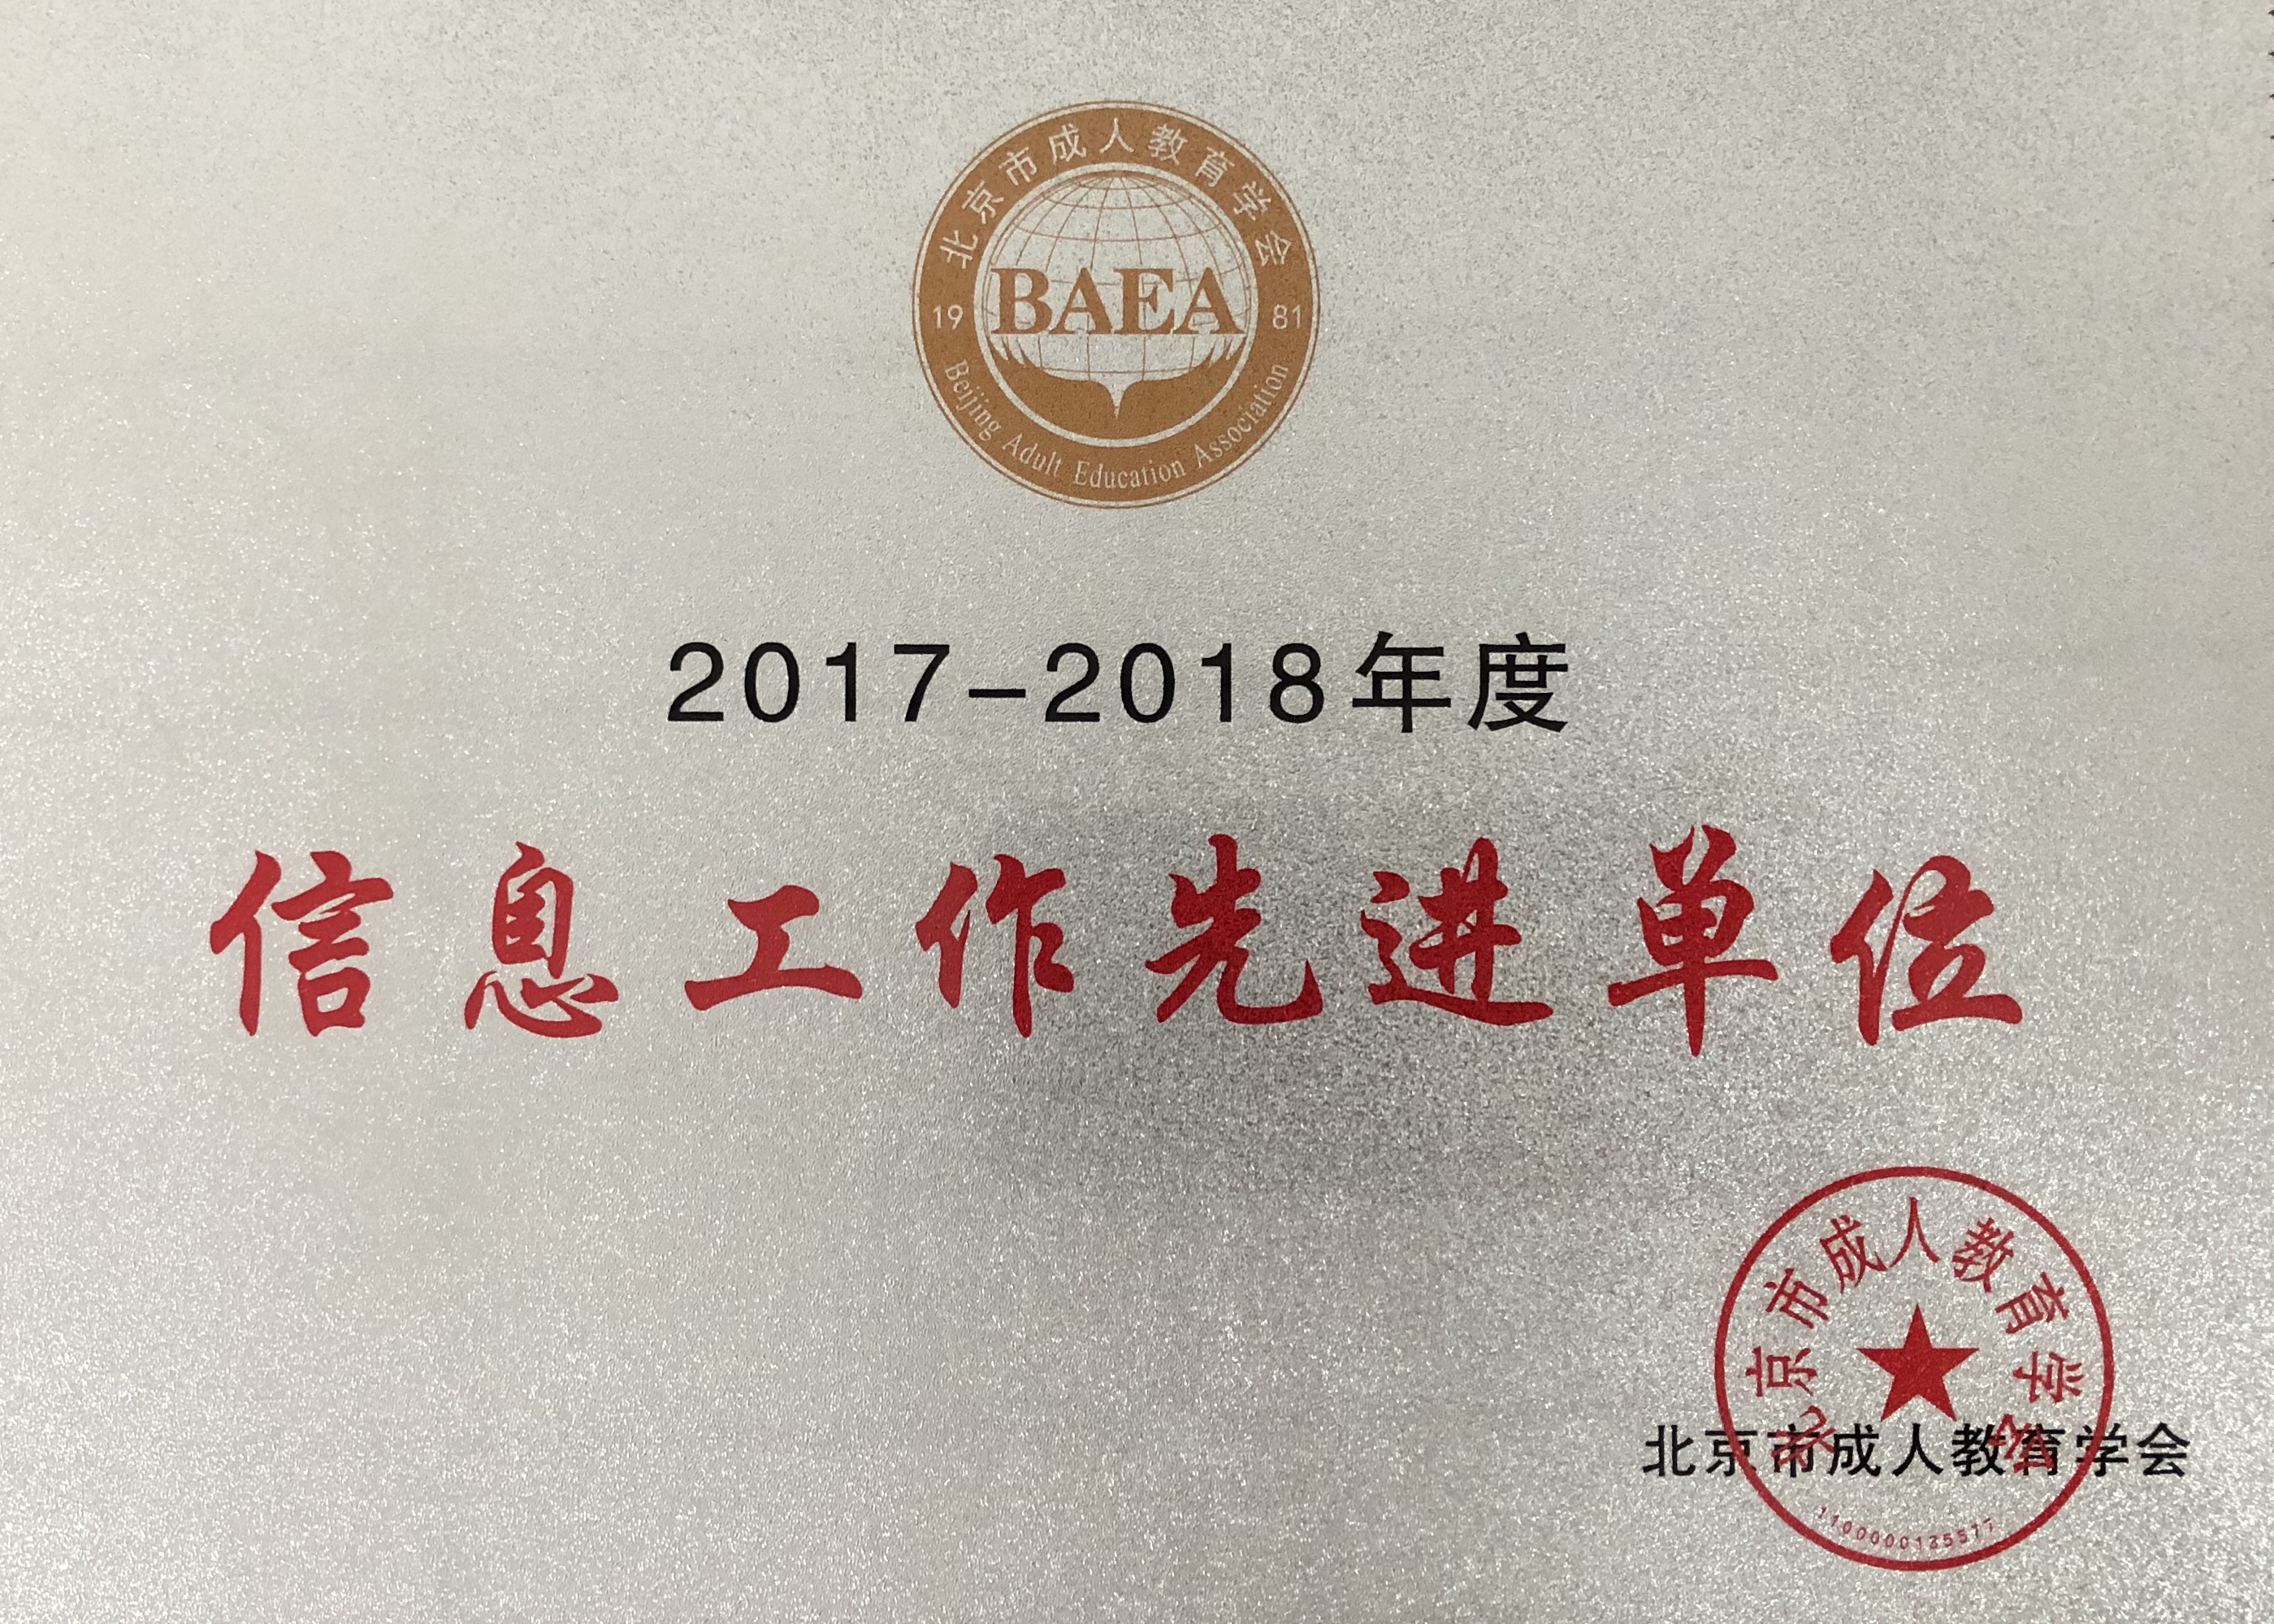 北京市成人教育学会
BAEA
19 81
Beijing Adult Education Association
2017-2018年度
信息工作先进单位
北京市成人教育学会
北京市成人教育学会